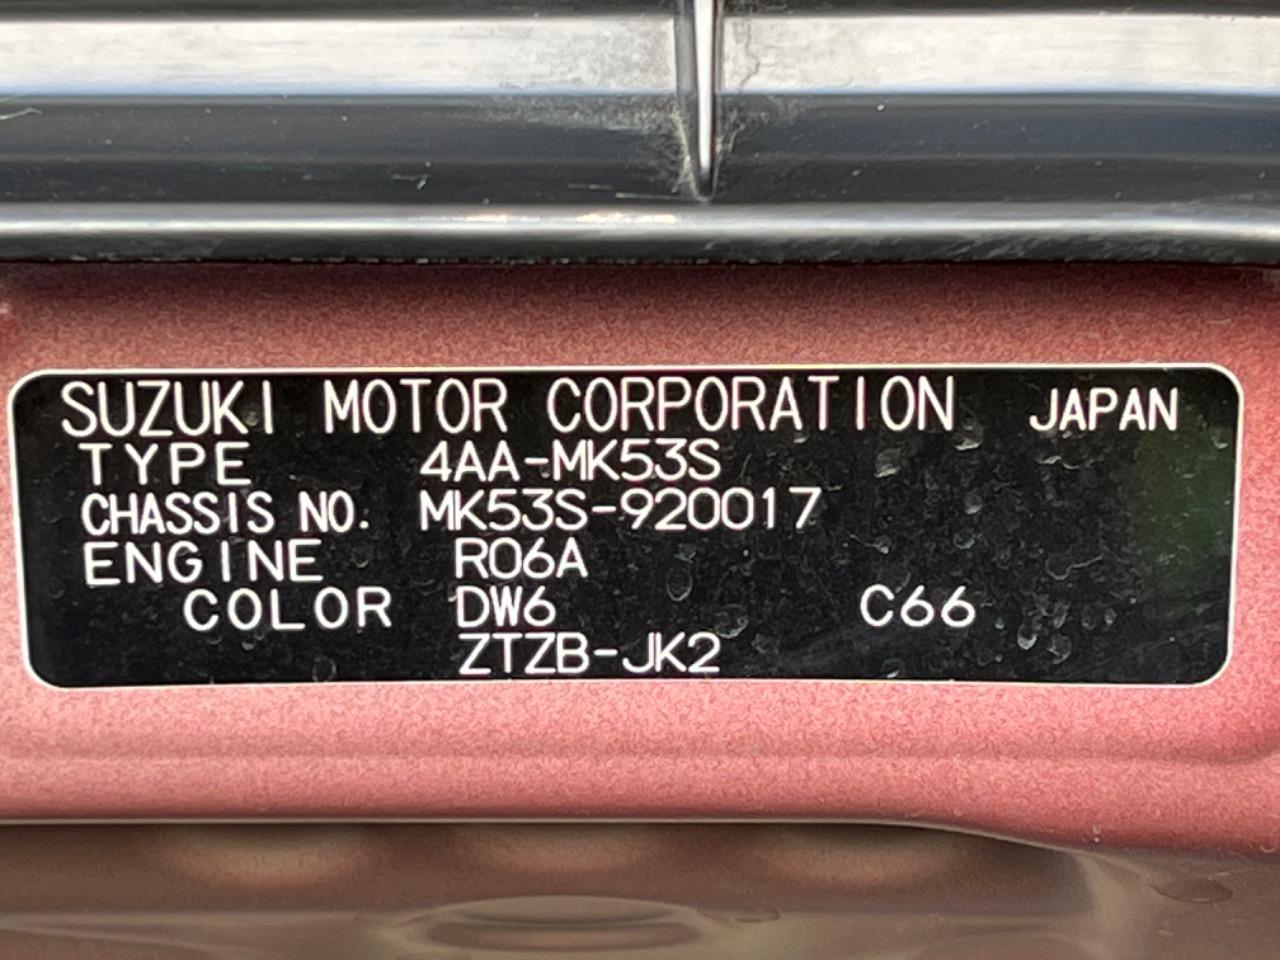 SUZUKI MOTOR CORPORATION JAPAN
TYPE 4AA-MK53S
CHASSIS NO. MK53S-920017
ENGINE R06A
COLOR DW6 C66
ZTZB-JK2